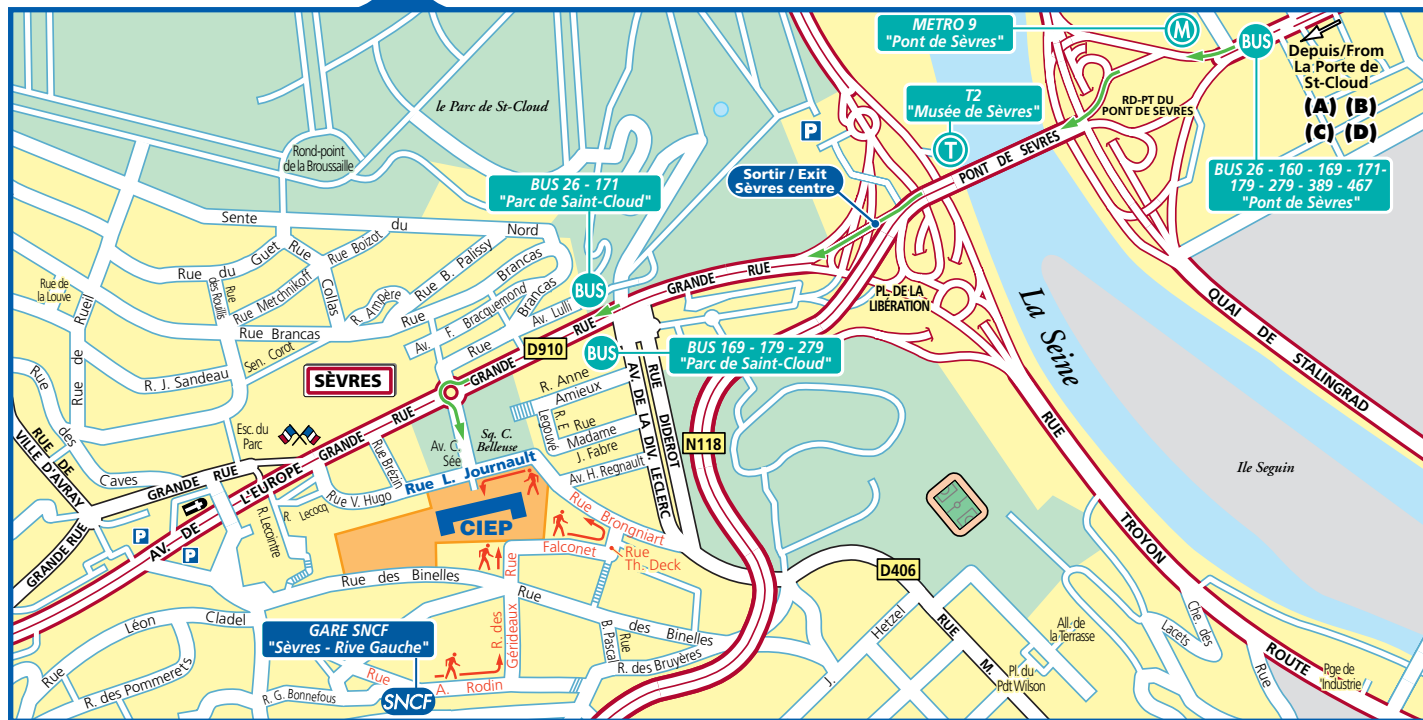 METRO 9
"Pont de Sèvres"
M
BUS
Depuis/From
La Porte de
St-Cloud
(A) (B)
(C) (D)
le Parc de St-Cloud
T2
"Musée de Sèvres"
T
RD-PT DU
PONT DE SEVRES
P
PONT DE SEVRES
BUS 26 - 160 - 169 - 171-
179 - 279 - 389 - 467
"Pont de Sèvres"
Rond-point
de la Broussaille
BUS 26 - 171
"Parc de Saint-Cloud"
Sortir / Exit
Sèvres centre
Sente du Nord
Rue du Guet
Rue Boizot
Rue B. Palissy
Rue de
la Louve
Rue de Rueil
Rue
des Rouillis
Rue Metchnikoff
Rue Collas
R. Ampère
Av. F. Bracquemond
Brancas
BUS
Av. Lulli
GRANDE RUE
PL. DE LA
LIBÉRATION
La Seine
QUAI DE STALINGRAD
Rue Brancas
Rue Brancas
Sen. Corot
R. J. Sandeau
D910
BUS
BUS 169 - 179 - 279
"Parc de Saint-Cloud"
SÈVRES
GRANDE RUE
R. Anne
Amieux
R. E.
Legouvé
Rue
Madame
J. Fabre
Av. H. Regnault
RUE DIDEROT
AV. DE LA DIV. LECLERC
N118
Ile Seguin
Rue des Caves
RUE DE
VILLE D'AVRAY
Esc. du
Parc
GRANDE RUE
Rue Brézin
Av. C.
Sée
Sq. C.
Belleuse
Rue L. Journault
GRANDE RUE
AV. DE L'EUROPE
Rue V. Hugo
R. Lecocq
R. Lecointre
CIEP
Rue Brongniart
Falconet
Rue
Th. Deck
GRANDE RUE
P
P
Rue des Binelles
Rue des Binelles
R. des
Gérideaux
Rue
D406
RUE TROYON
Léon Cladel
Rue
GARE SNCF
"Sèvres - Rive Gauche"
B. Pascal
Rue
R. des Bruyères
J. Hetzel
RUE M.
All. de
la Terrasse
Che. des
Lacets
R. des Pommerets
R. G. Bonnefous
Rue A. Rodin
SNCF
Pl. du
Pdt Wilson
ROUTE
Rue
Pge de
l'Industrie